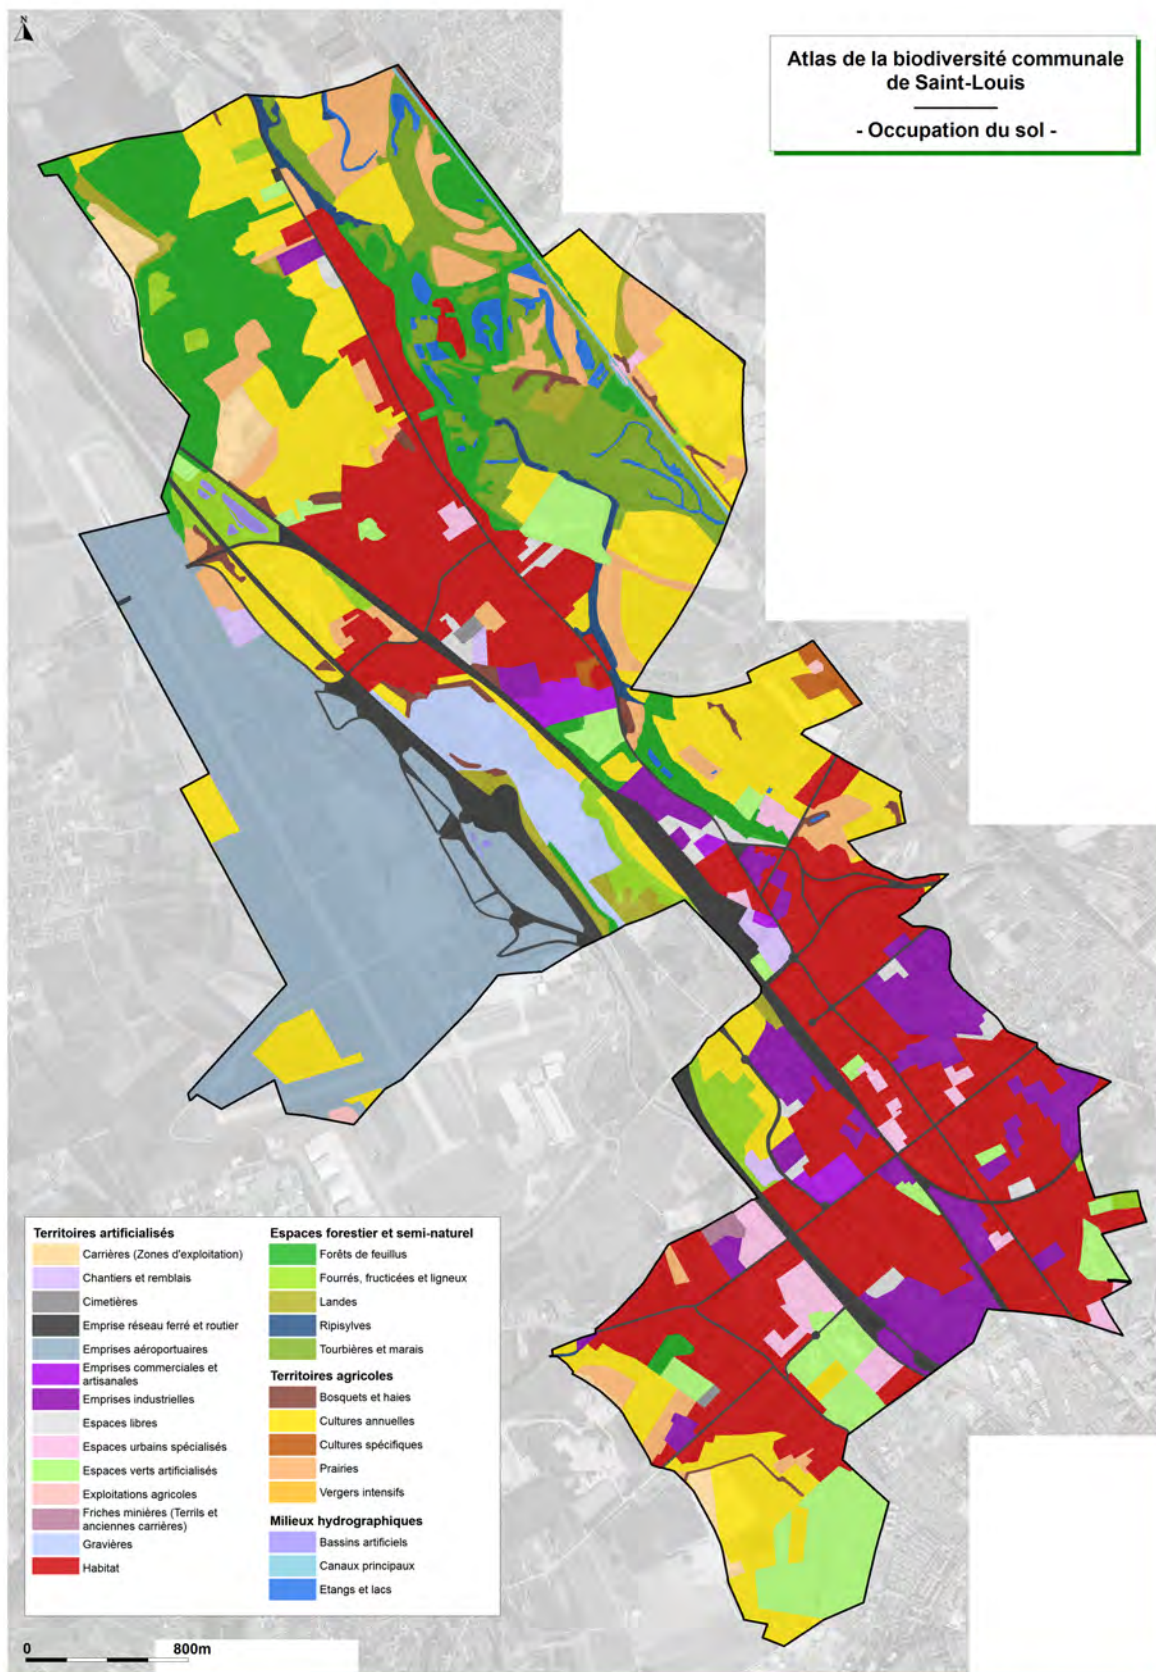 N
Atlas de la biodiversité communale
de Saint-Louis
- Occupation du sol -
Territoires artificialisés
Carrières (Zones d'exploitation)
Chantiers et remblais
Cimetières
Emprise réseau ferré et routier
Emprises aéroportuaires
Emprises commerciales et
artisanales
Emprises industrielles
Espaces libres
Espaces urbains spécialisés
Espaces verts artificialisés
Exploitations agricoles
Friches minières (Terrils et
anciennes carrières)
Gravières
Habitat
Espaces forestier et semi-naturel
Forêts de feuillus
Fourrés, fructicées et ligneux
Landes
Ripisylves
Tourbières et marais
Territoires agricoles
Bosquets et haies
Cultures annuelles
Cultures spécifiques
Prairies
Vergers intensifs
Milieux hydrographiques
Bassins artificiels
Canaux principaux
Etangs et lacs
0 800m